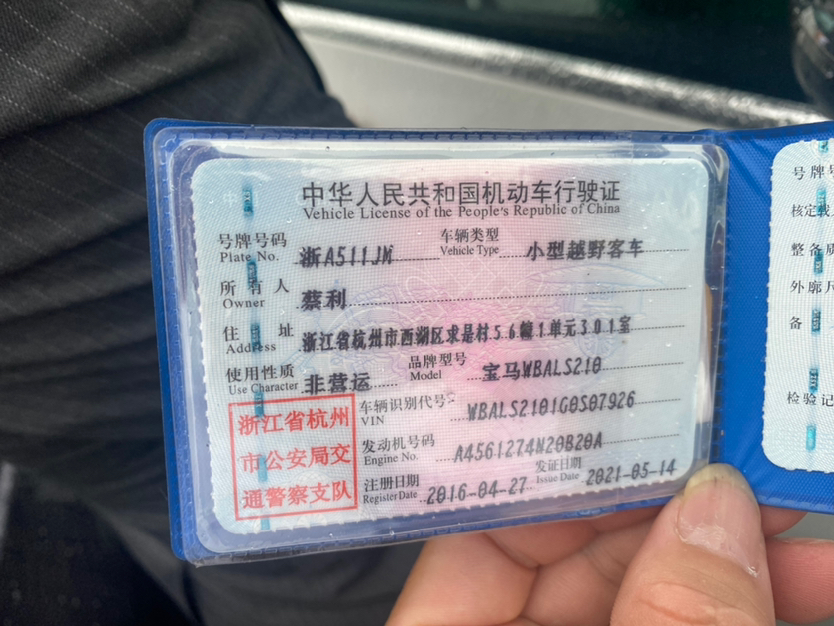 中华人民共和国机动车行驶证
Vehicle License of the People's Republic of China
号牌号码 浙A511JM 车辆类型 小型越野客车
Plate No. Vehicle Type
所有人 蔡利
Owner
住址 浙江省杭州市西湖区求是村56幢1单元301室
Address
使用性质 非营运 品牌型号 宝马WBALS210
Use Character Model
浙江省杭州
市公安局交
通警察支队
车辆识别代号 WBALS2101G0S07926
VIN
发动机号码 A4561274N20B20A
Engine No.
注册日期 2016-04-27 发证日期 2021-05-14
Register Date Issue Date
号牌号
核定载
整备质
外廓尺
备
检验记